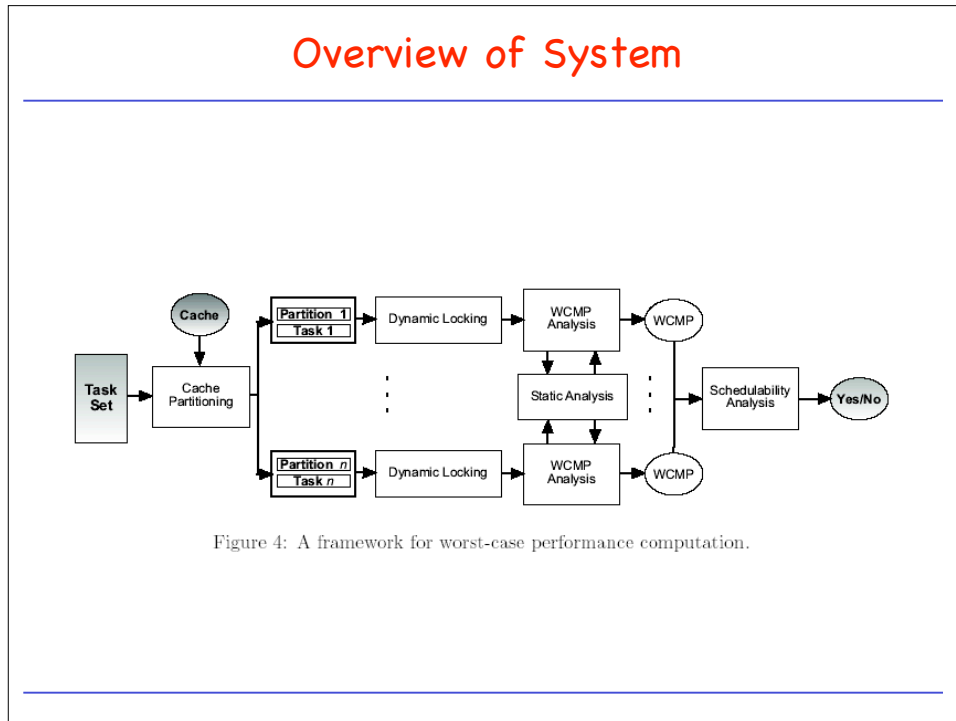 Overview of System
Cache
Task
Set
Cache
Partitioning
Partition 1
Task 1
Dynamic Locking
WCMP
Analysis
WCMP
Static Analysis
Schedulability
Analysis
Yes/No
Partition n
Task n
Dynamic Locking
WCMP
Analysis
WCMP
Figure 4: A framework for worst-case performance computation.